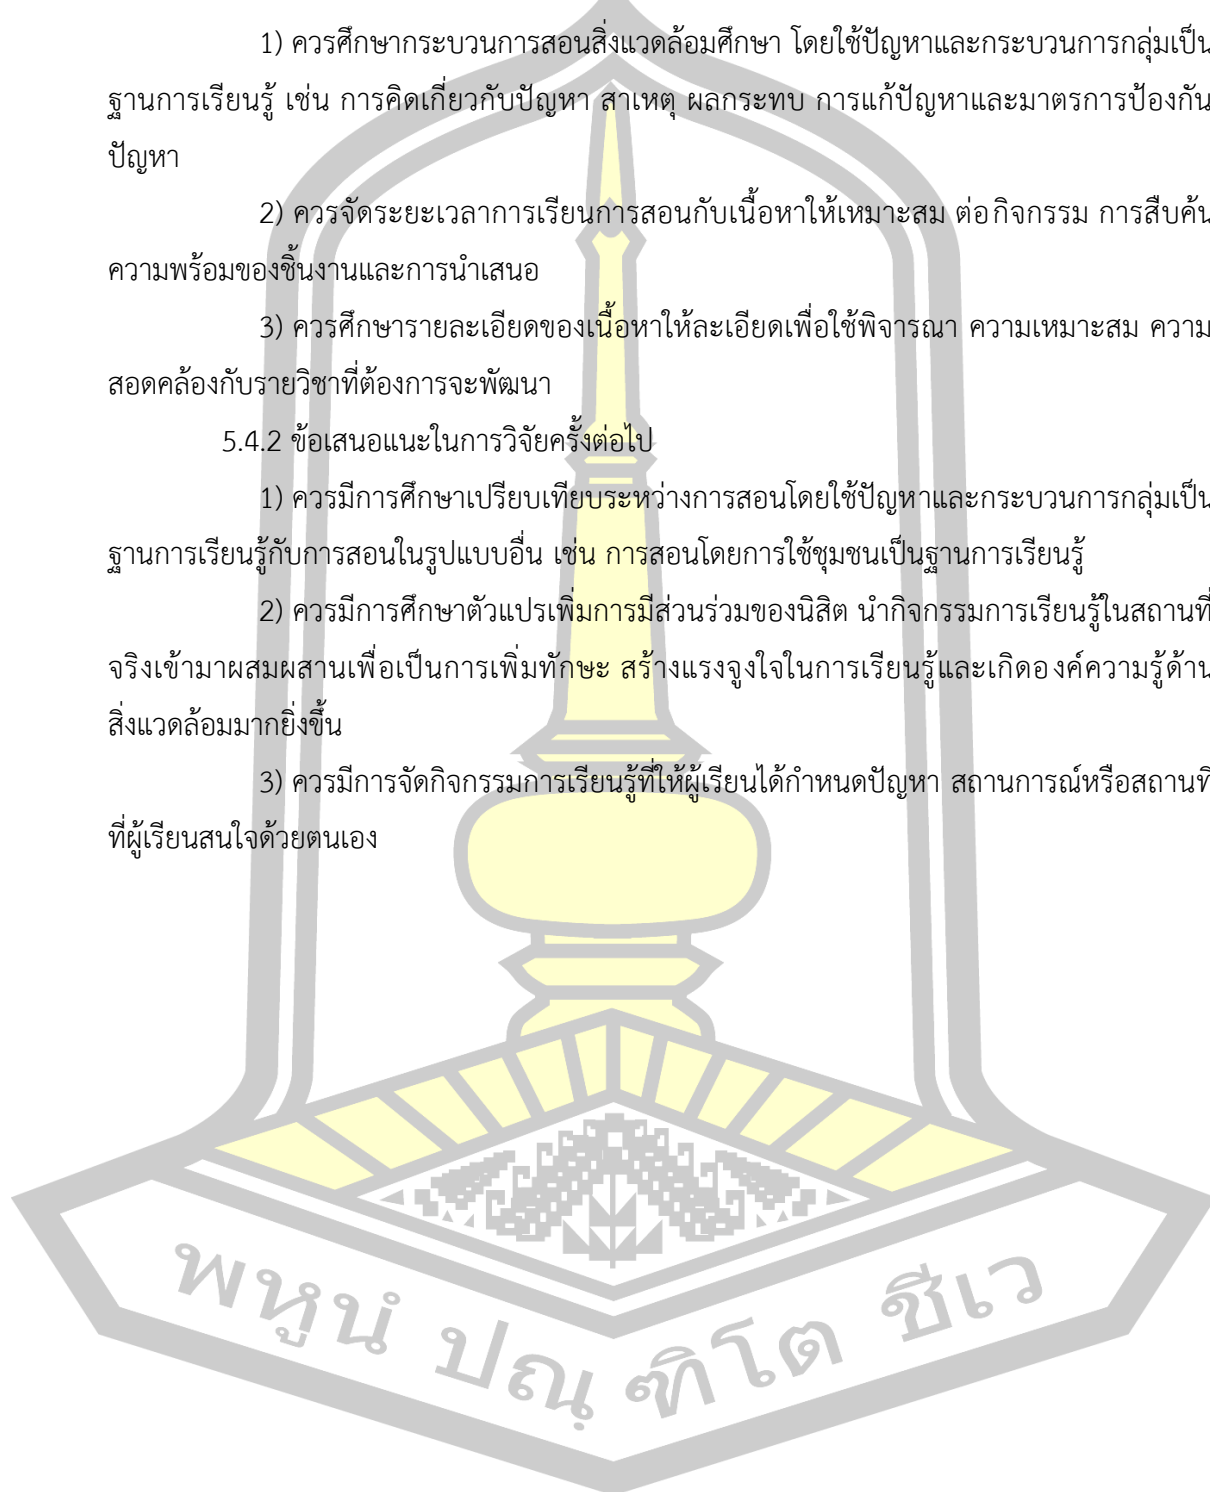 1) ควรศึกษากระบวนการสอนสิ่งแวดล้อมศึกษา โดยใช้ปัญหาและกระบวนการกลุ่มเป็น
ฐานการเรียนรู้ เช่น การคิดเกี่ยวกับปัญหา สาเหตุ ผลกระทบ การแก้ปัญหาและมาตรการป้องกัน
ปัญหา
2) ควรจัดระยะเวลาการเรียนการสอนกับเนื้อหาให้เหมาะสม ต่อกิจกรรม การสืบค้น
ความพร้อมของชิ้นงานและการนำเสนอ
3) ควรศึกษารายละเอียดของเนื้อหาให้ละเอียดเพื่อใช้พิจารณา ความเหมาะสม ความ
สอดคล้องกับรายวิชาที่ต้องการจะพัฒนา
5.4.2 ข้อเสนอแนะในการวิจัยครั้งต่อไป
1) ควรมีการศึกษาเปรียบเทียบระหว่างการสอนโดยใช้ปัญหาและกระบวนการกลุ่มเป็น
ฐานการเรียนรู้กับการสอนในรูปแบบอื่น เช่น การสอนโดยการใช้ชุมชนเป็นฐานการเรียนรู้
2) ควรมีการศึกษาตัวแปรเพิ่มการมีส่วนร่วมของนิสิต นำกิจกรรมการเรียนรู้ในสถานที่
จริงเข้ามาผสมผสานเพื่อเป็นการเพิ่มทักษะ สร้างแรงจูงใจในการเรียนรู้และเกิดองค์ความรู้ด้าน
สิ่งแวดล้อมมากยิ่งขึ้น
3) ควรมีการจัดกิจกรรมการเรียนรู้ที่ให้ผู้เรียนได้กำหนดปัญหา สถานการณ์หรือสถานที่
ที่ผู้เรียนสนใจด้วยตนเอง
พหูนํ ปณฺ ฑิโต ชีเว